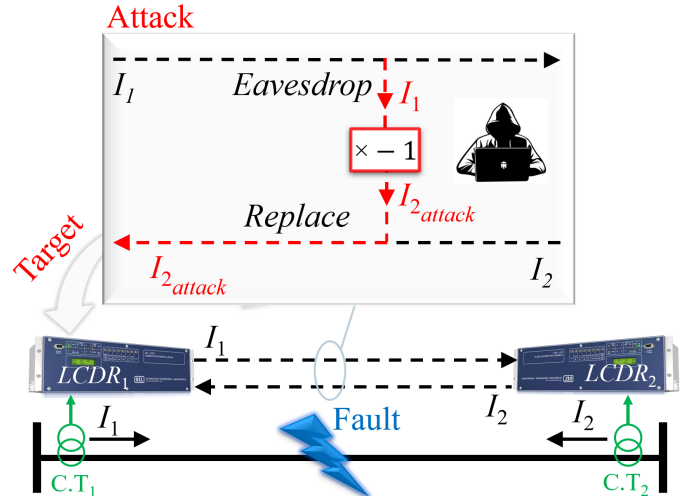 Attack
I₁
Eavesdrop
I₁
× − 1
Replace
I₂attack
I₂attack
I₂
Target
I₁
LCDR₁
SEL
LCDR₂
I₂
I₁
Fault
I₂
C.T₁
C.T₂